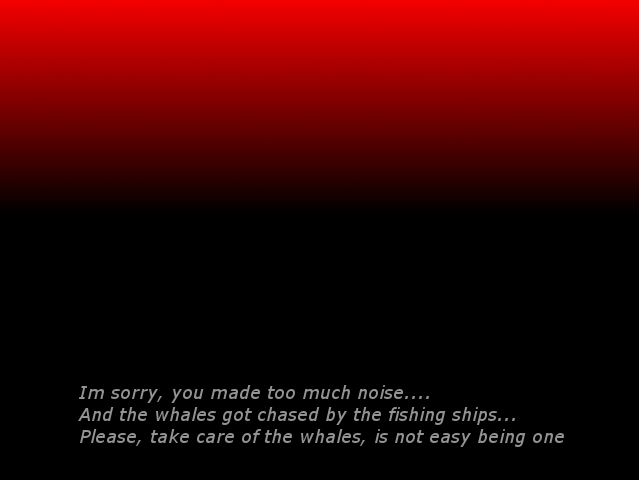 Im sorry, you made too much noise....
And the whales got chased by the fishing ships...
Please, take care of the whales, is not easy being one